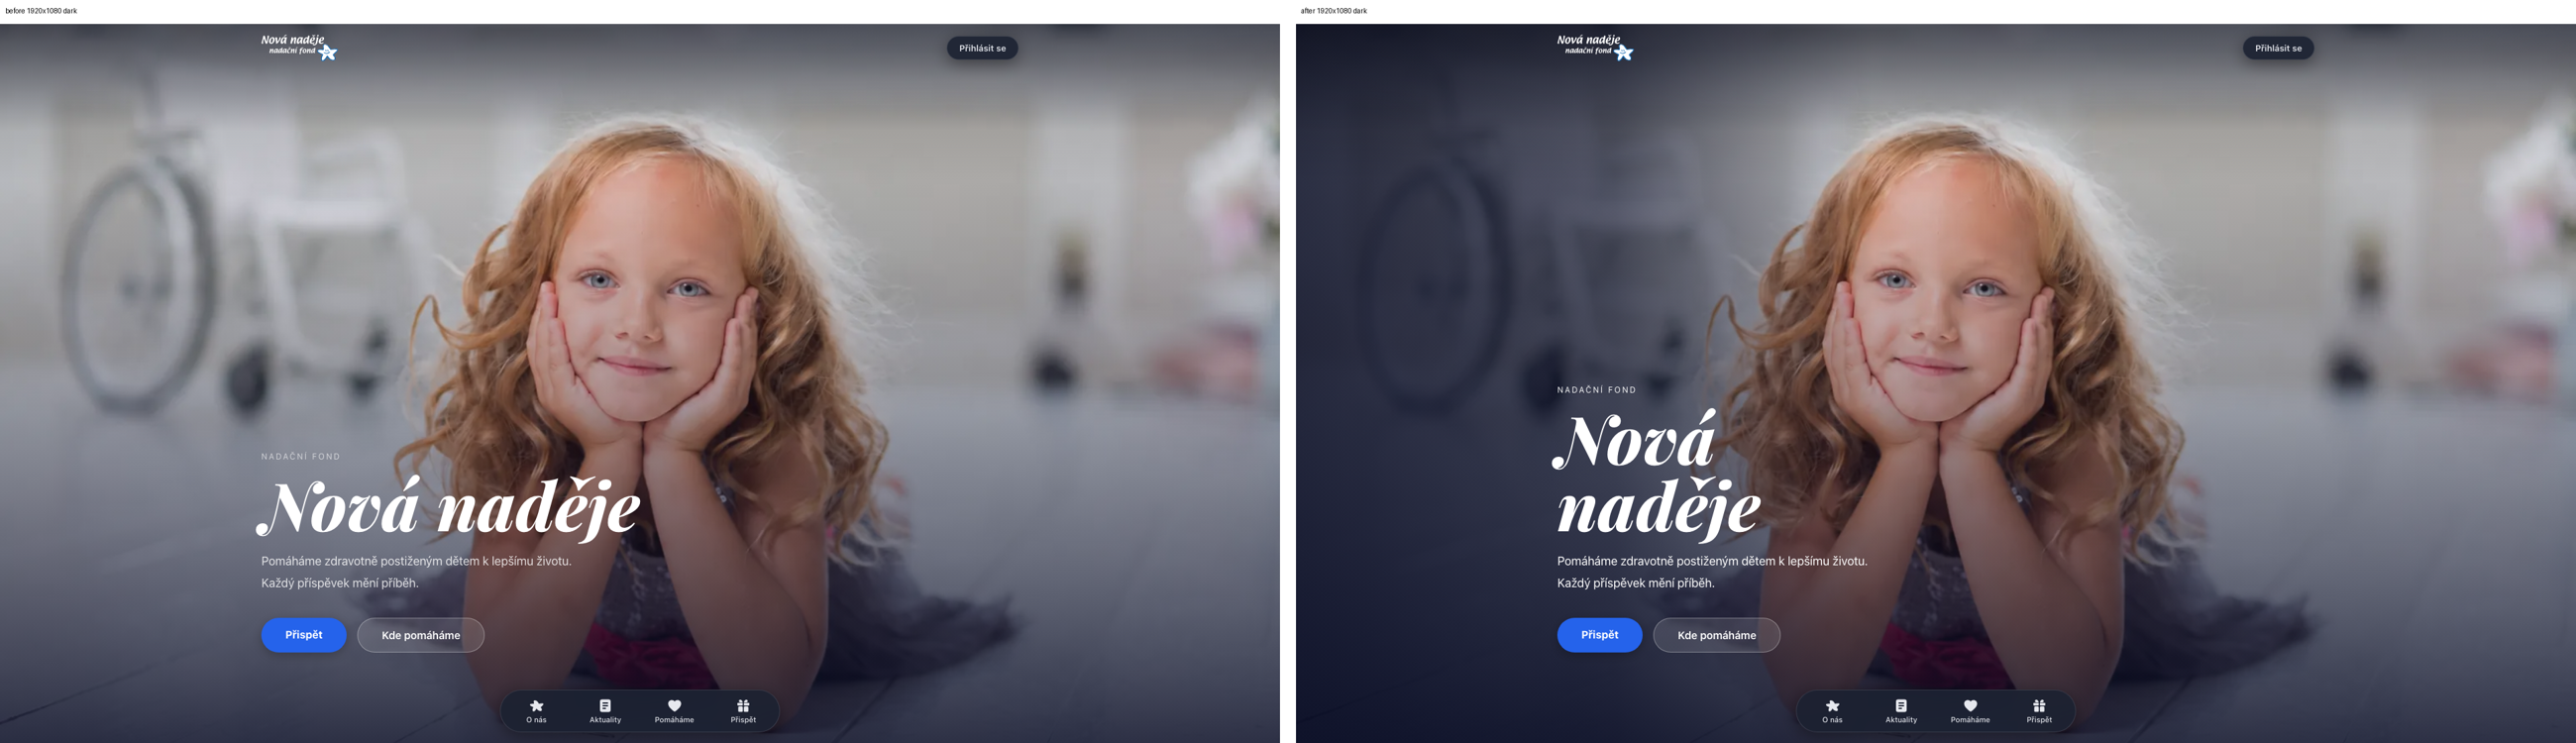 before 1920x1080 dark
Nová naděje
nadační fond
Přihlásit se
NADAČNÍ FOND
Nová naděje
Pomáháme zdravotně postiženým dětem k lepšímu životu.
Každý příspěvek mění příběh.
Přispět
Kde pomáháme
O nás
Aktuality
Pomáháme
Přispět
after 1920x1080 dark
Nová naděje
nadační fond
Přihlásit se
NADAČNÍ FOND
Nová
naděje
Pomáháme zdravotně postiženým dětem k lepšímu životu.
Každý příspěvek mění příběh.
Přispět
Kde pomáháme
O nás
Aktuality
Pomáháme
Přispět